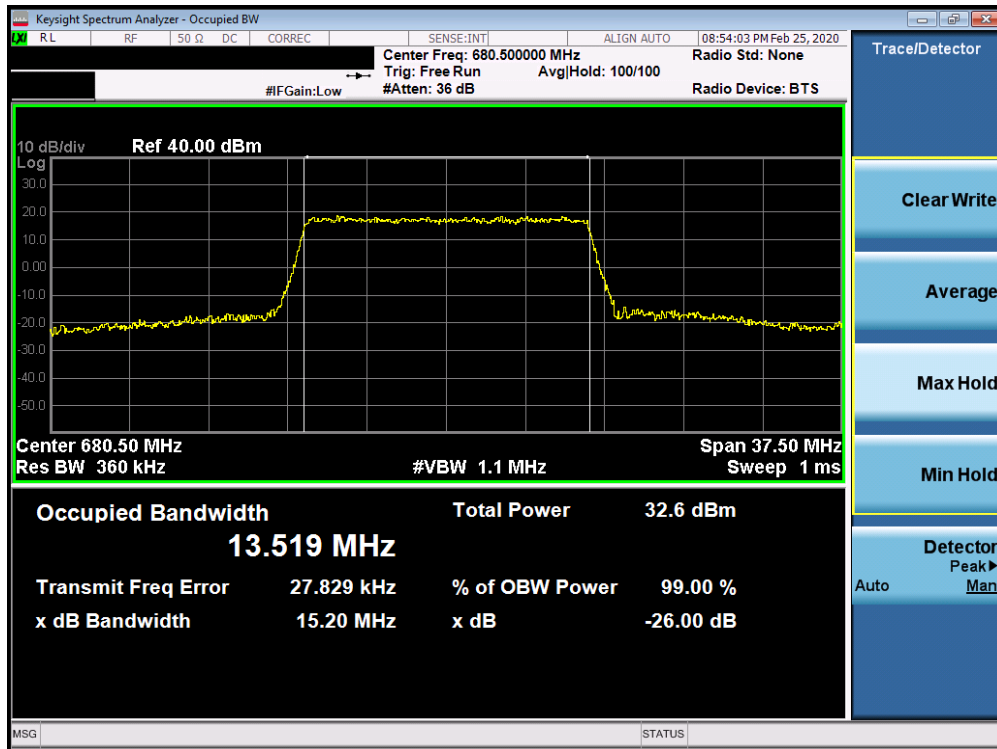 Keysight Spectrum Analyzer - Occupied BW
LXI RL RF 50 Ω DC CORREC SENSE:INT ALIGN AUTO 08:54:03 PM Feb 25, 2020
Center Freq: 680.500000 MHz Radio Std: None
Trig: Free Run Avg|Hold: 100/100
#IFGain:Low #Atten: 36 dB Radio Device: BTS
10 dB/div Ref 40.00 dBm
Log
30.0
20.0
10.0
0.00
-10.0
-20.0
-30.0
-40.0
-50.0
Center 680.50 MHz Span 37.50 MHz
Res BW 360 kHz #VBW 1.1 MHz Sweep 1 ms
Occupied Bandwidth Total Power 32.6 dBm
13.519 MHz
Transmit Freq Error 27.829 kHz % of OBW Power 99.00 %
x dB Bandwidth 15.20 MHz x dB -26.00 dB
MSG STATUS
Trace/Detector
Clear Write
Average
Max Hold
Min Hold
Detector
Peak▶
Auto Man